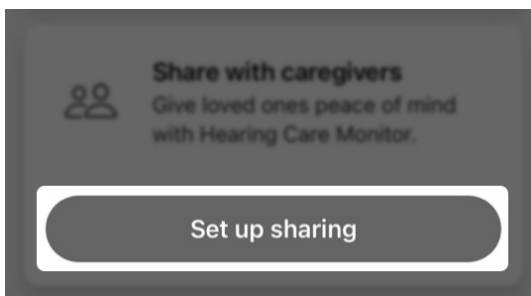 Share with caregivers
Give loved ones peace of mind
with Hearing Care Monitor.
Set up sharing